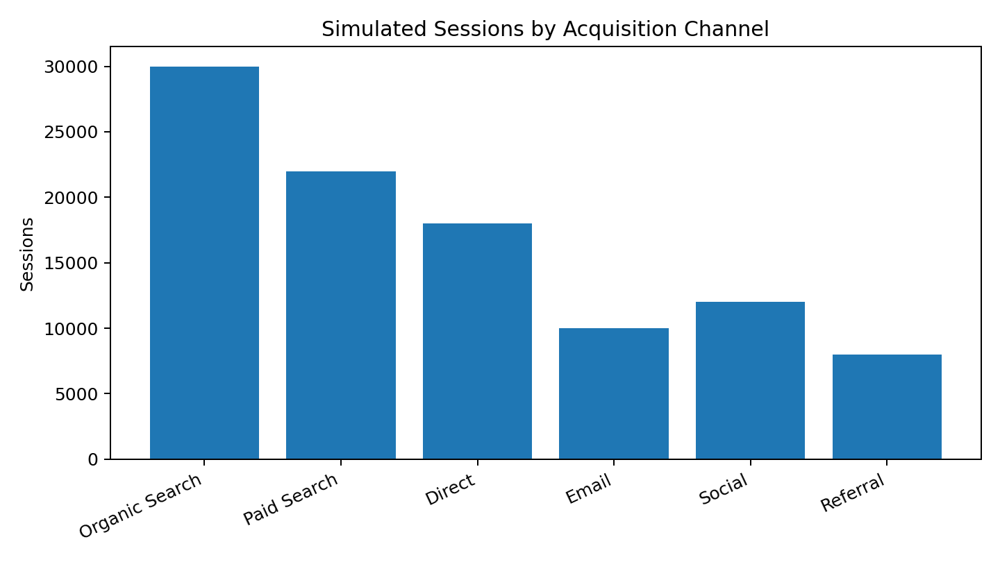 Simulated Sessions by Acquisition Channel
Sessions
30000
25000
20000
15000
10000
5000
0
Organic Search
Paid Search
Direct
Email
Social
Referral